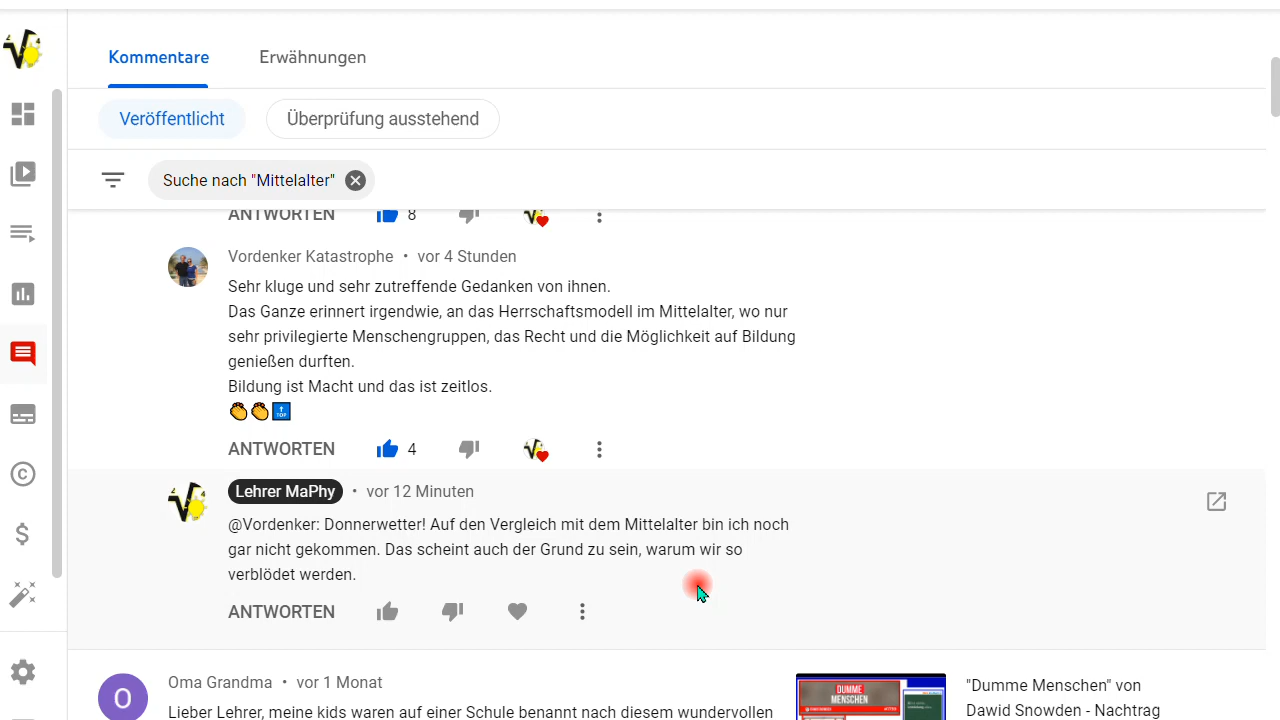 Kommentare Erwähnungen
Veröffentlicht Überprüfung ausstehend
Suche nach "Mittelalter"
ANTWORTEN 8
Vordenker Katastrophe • vor 4 Stunden
Sehr kluge und sehr zutreffende Gedanken von ihnen.
Das Ganze erinnert irgendwie, an das Herrschaftsmodell im Mittelalter, wo nur
sehr privilegierte Menschengruppen, das Recht und die Möglichkeit auf Bildung
genießen durften.
Bildung ist Macht und das ist zeitlos.
👏👏🔝
ANTWORTEN 4
Lehrer MaPhy • vor 12 Minuten
@Vordenker: Donnerwetter! Auf den Vergleich mit dem Mittelalter bin ich noch
gar nicht gekommen. Das scheint auch der Grund zu sein, warum wir so
verblödet werden.
ANTWORTEN
O
Oma Grandma • vor 1 Monat
Lieber Lehrer, meine kids waren auf einer Schule benannt nach diesem wundervollen
DUMME
MENSCHEN
"Dumme Menschen" von
Dawid Snowden - Nachtrag